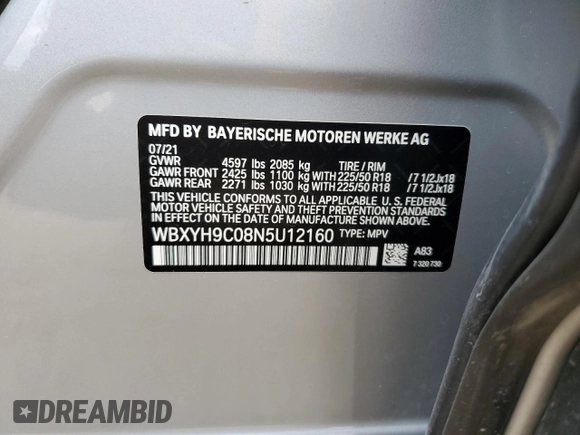 MFD BY BAYERISCHE MOTOREN WERKE AG
07/21
GVWR 4597 lbs 2085 kg TIRE / RIM
GAWR FRONT 2425 lbs 1100 kg WITH 225/50 R18 /7 1/2Jx18
GAWR REAR 2271 lbs 1030 kg WITH 225/50 R18 /7 1/2Jx18
THIS VEHICLE CONFORMS TO ALL APPLICABLE U.S. FEDERAL
MOTOR VEHICLE SAFETY, BUMPER, AND THEFT PREVENTION
STANDARDS IN EFFECT ON THE DATE OF MANUFACTURE
SHOWN ABOVE.
WBXYH9C08N5U12160 TYPE: MPV
A83
7 320 730
DREAMBID